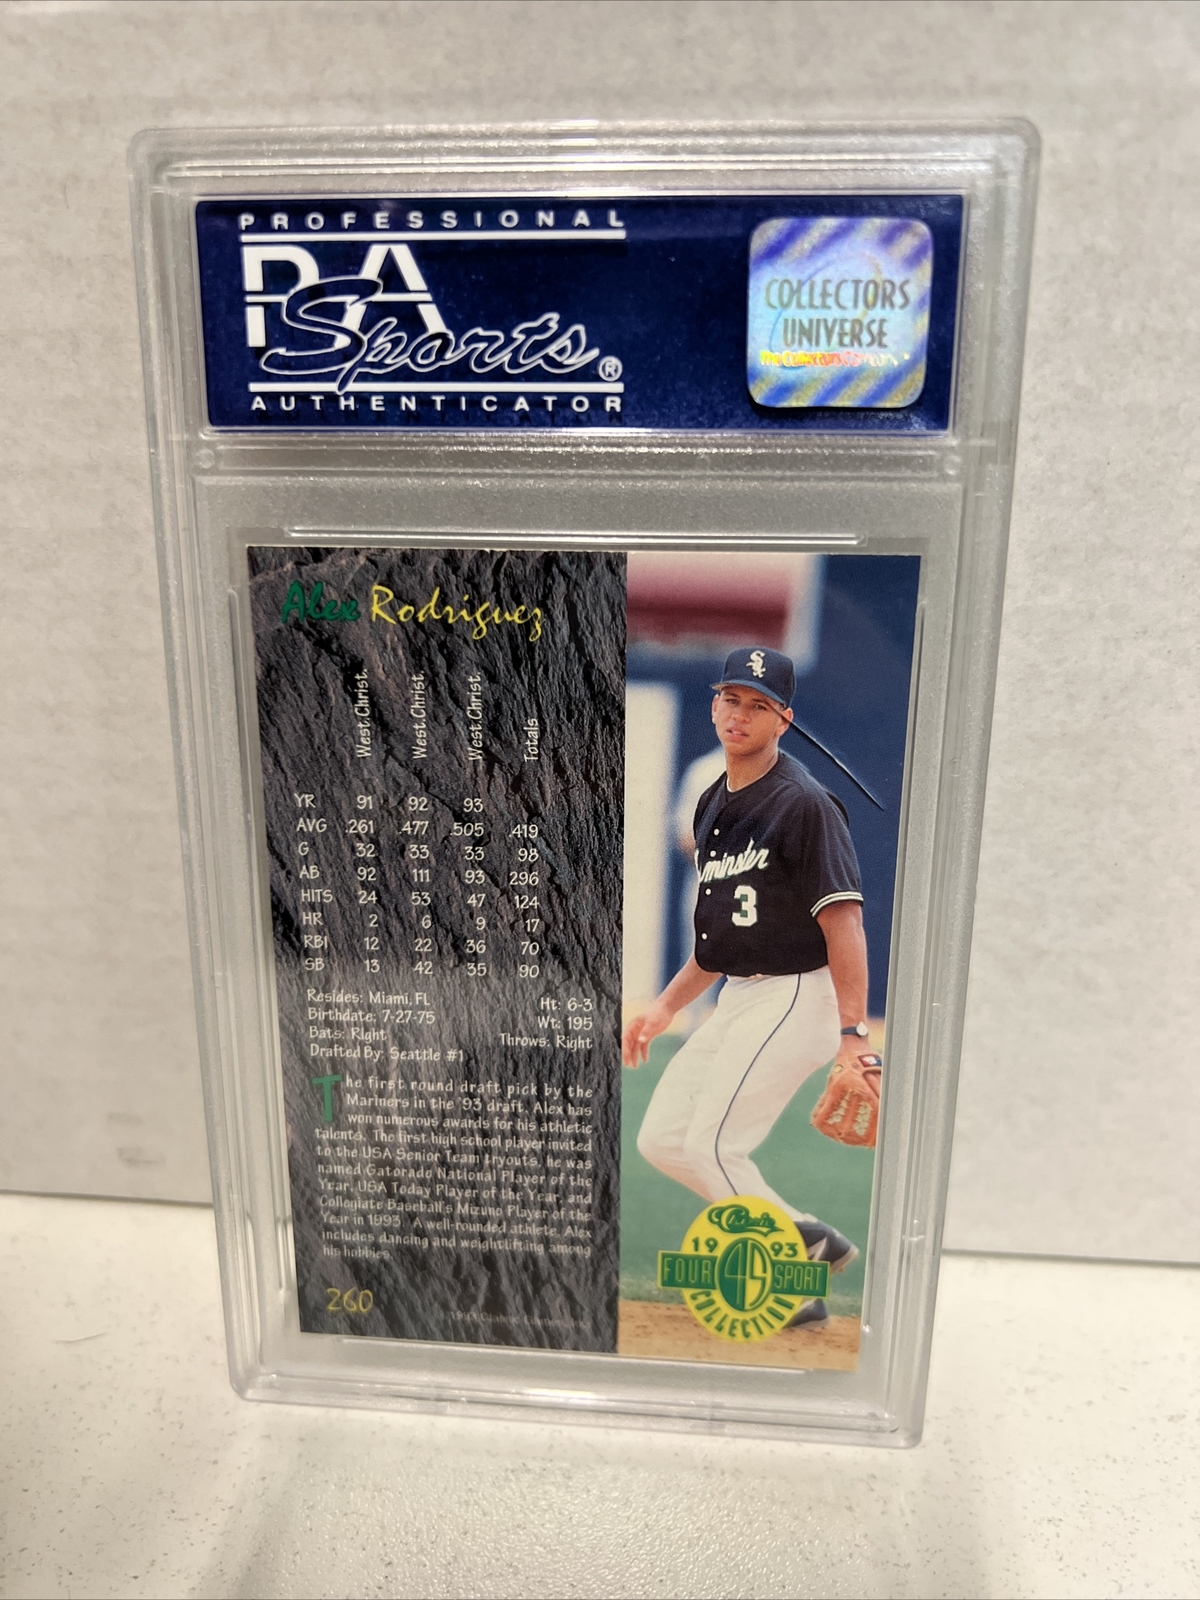 PROFESSIONAL
PSA
Sports®
AUTHENTICATOR
COLLECTORS
UNIVERSE
Alex Rodriguez
West.Christ. West.Christ. West.Christ. Totals
YR 91 92 93
AVG .261 .477 .505 .419
G 32 33 33 98
AB 92 111 93 296
HITS 24 53 47 124
HR 2 6 9 17
RBI 12 22 36 70
SB 13 42 35 90
Resides: Miami, FL Ht: 6-3
Birthdate: 7-27-75 Wt: 195
Bats: Right Throws: Right
Drafted By: Seattle #1
The first round draft pick by the
Mariners in the '93 draft, Alex has
won numerous awards for his athletic
talents. The first high school player invited
to the USA Senior Team tryouts, he was
named Gatorade National Player of the
Year, USA Today Player of the Year, and
Collegiate Baseball's Mizuno Player of the
Year in 1993. A well-rounded athlete, Alex
includes dancing and weightlifting among
his hobbies.
260
minster
3
Classic
1993
FOUR 4S SPORT
COLLECTION